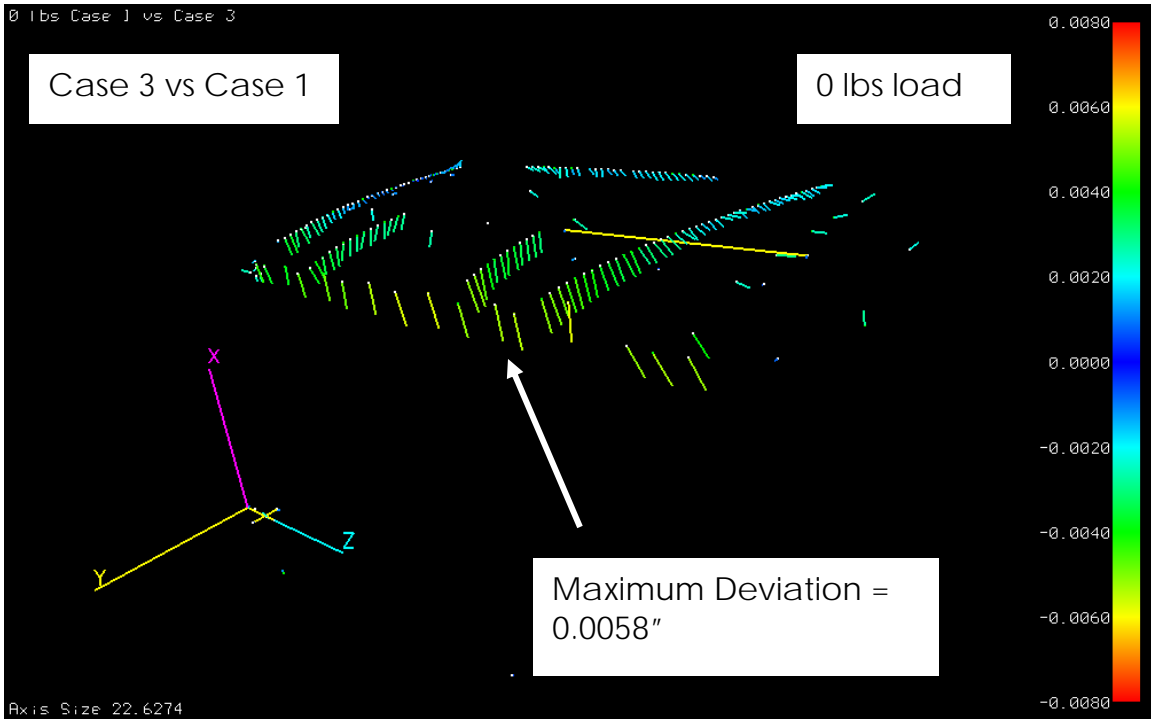 0 lbs Case 1 vs Case 3
Case 3 vs Case 1
0 lbs load
0.0080
0.0060
0.0040
0.0020
0.0000
-0.0020
-0.0040
-0.0060
-0.0080
X
Y
Z
Maximum Deviation =
0.0058"
Axis Size 22.6274